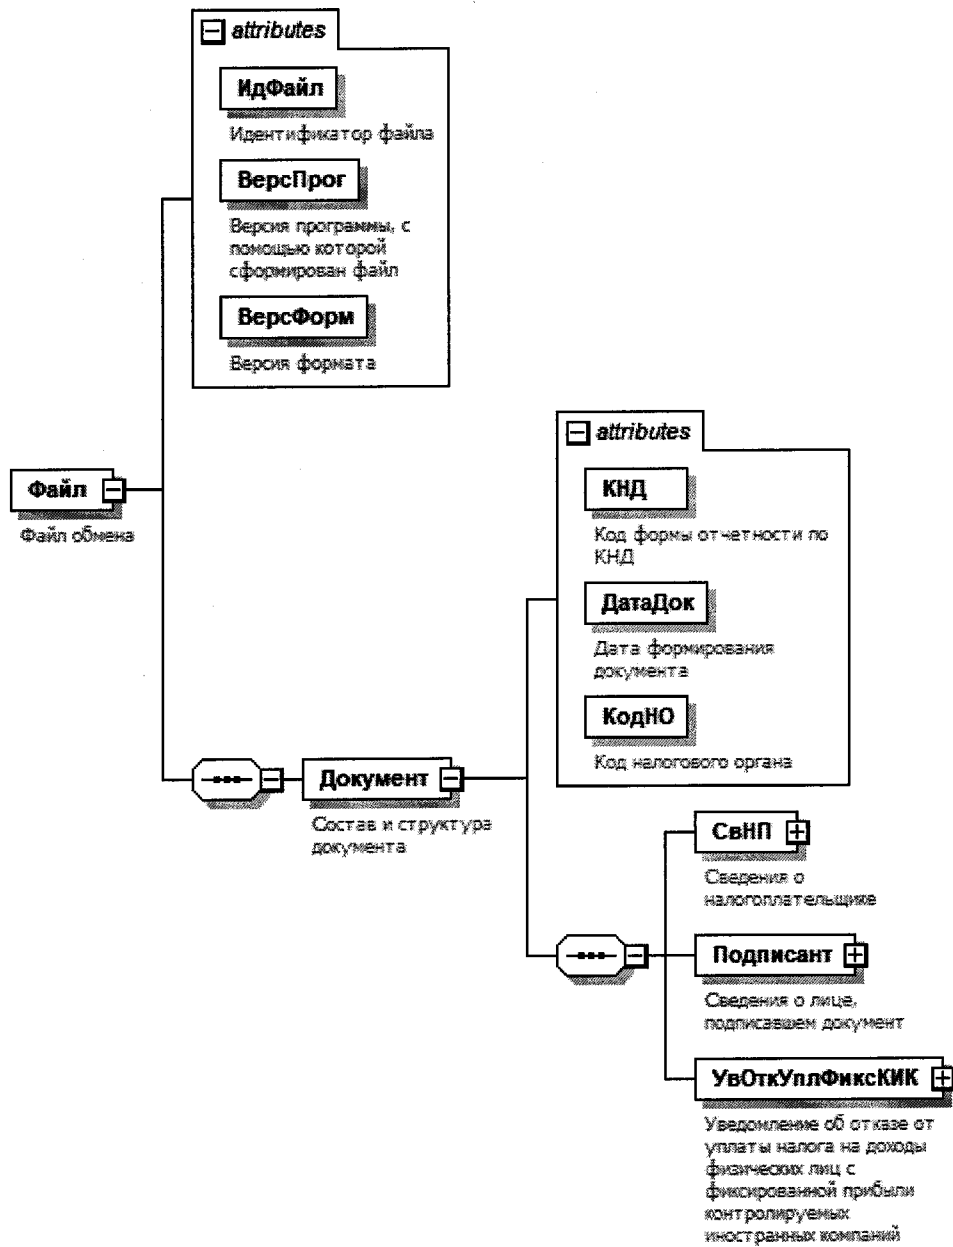 attributes
ИдФайл
Идентификатор файла
ВерсПрог
Версия программы, с
помощью которой
сформирован файл
ВерсФорм
Версия формата
Файл
Файл обмена
attributes
КНД
Код формы отчетности по
КНД
ДатаДок
Дата формирования
документа
КодНО
Код налогового органа
Документ
Состав и структура
документа
СвНП
Сведения о
налогоплательщике
Подписант
Сведения о лице,
подписавшем документ
УвОткУплФиксКИК
Уведомление об отказе от
уплаты налога на доходы
физических лиц с
фиксированной прибыли
контролируемых
иностранных компаний